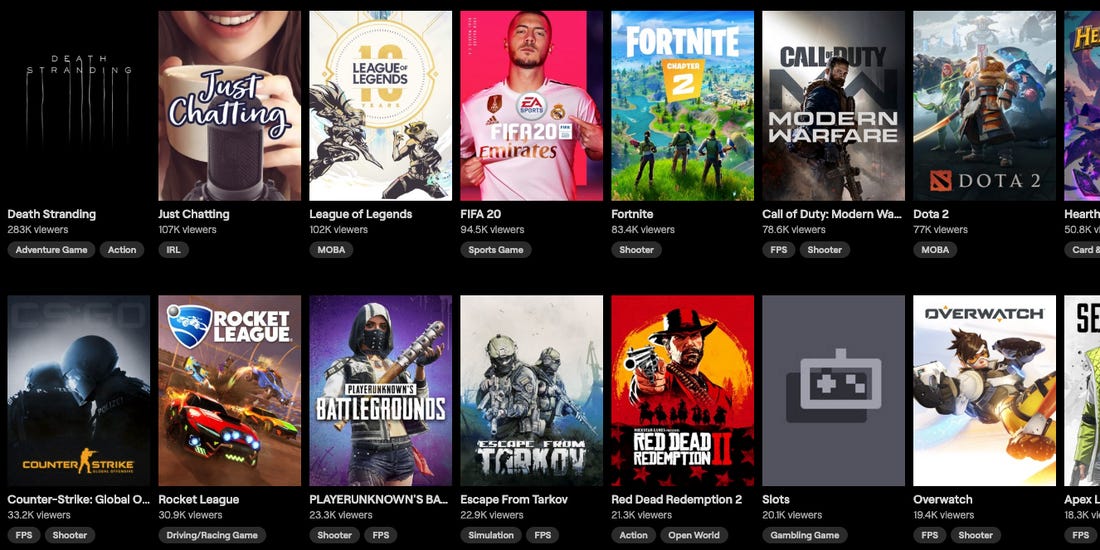 DEATH
STRANDING
Just
Chatting
10
LEAGUE OF
LEGENDS
YEARS
EA
SPORTS
FIFA20
Emirates
FORTNITE
CHAPTER
2
CALL OF DUTY
MW
MODERN
WARFARE
DOTA 2
Death Stranding
Just Chatting
League of Legends
FIFA 20
Fortnite
Call of Duty: Modern Wa...
Dota 2
Hearth
283K viewers
107K viewers
102K viewers
94.5K viewers
83.4K viewers
78.6K viewers
77K viewers
50.8K
Adventure Game
Action
IRL
MOBA
Sports Game
Shooter
FPS
Shooter
MOBA
Card &
CS:GO
POLIZEI
COUNTER STRIKE
GLOBAL OFFENSIVE
ROCKET
LEAGUE
PLAYERUNKNOWN'S
BATTLEGROUNDS
ESCAPE FROM
TARKOV
ROCKSTAR GAMES PRESENTS
RED DEAD
REDEMPTION II
OVERWATCH
Counter-Strike: Global O...
Rocket League
PLAYERUNKNOWN'S BA...
Escape From Tarkov
Red Dead Redemption 2
Slots
Overwatch
Apex L
33.2K viewers
30.9K viewers
23.3K viewers
22.9K viewers
21.3K viewers
20.1K viewers
19.4K viewers
18.3K
FPS
Shooter
Driving/Racing Game
Shooter
FPS
Simulation
FPS
Action
Open World
Gambling Game
FPS
Shooter
FPS